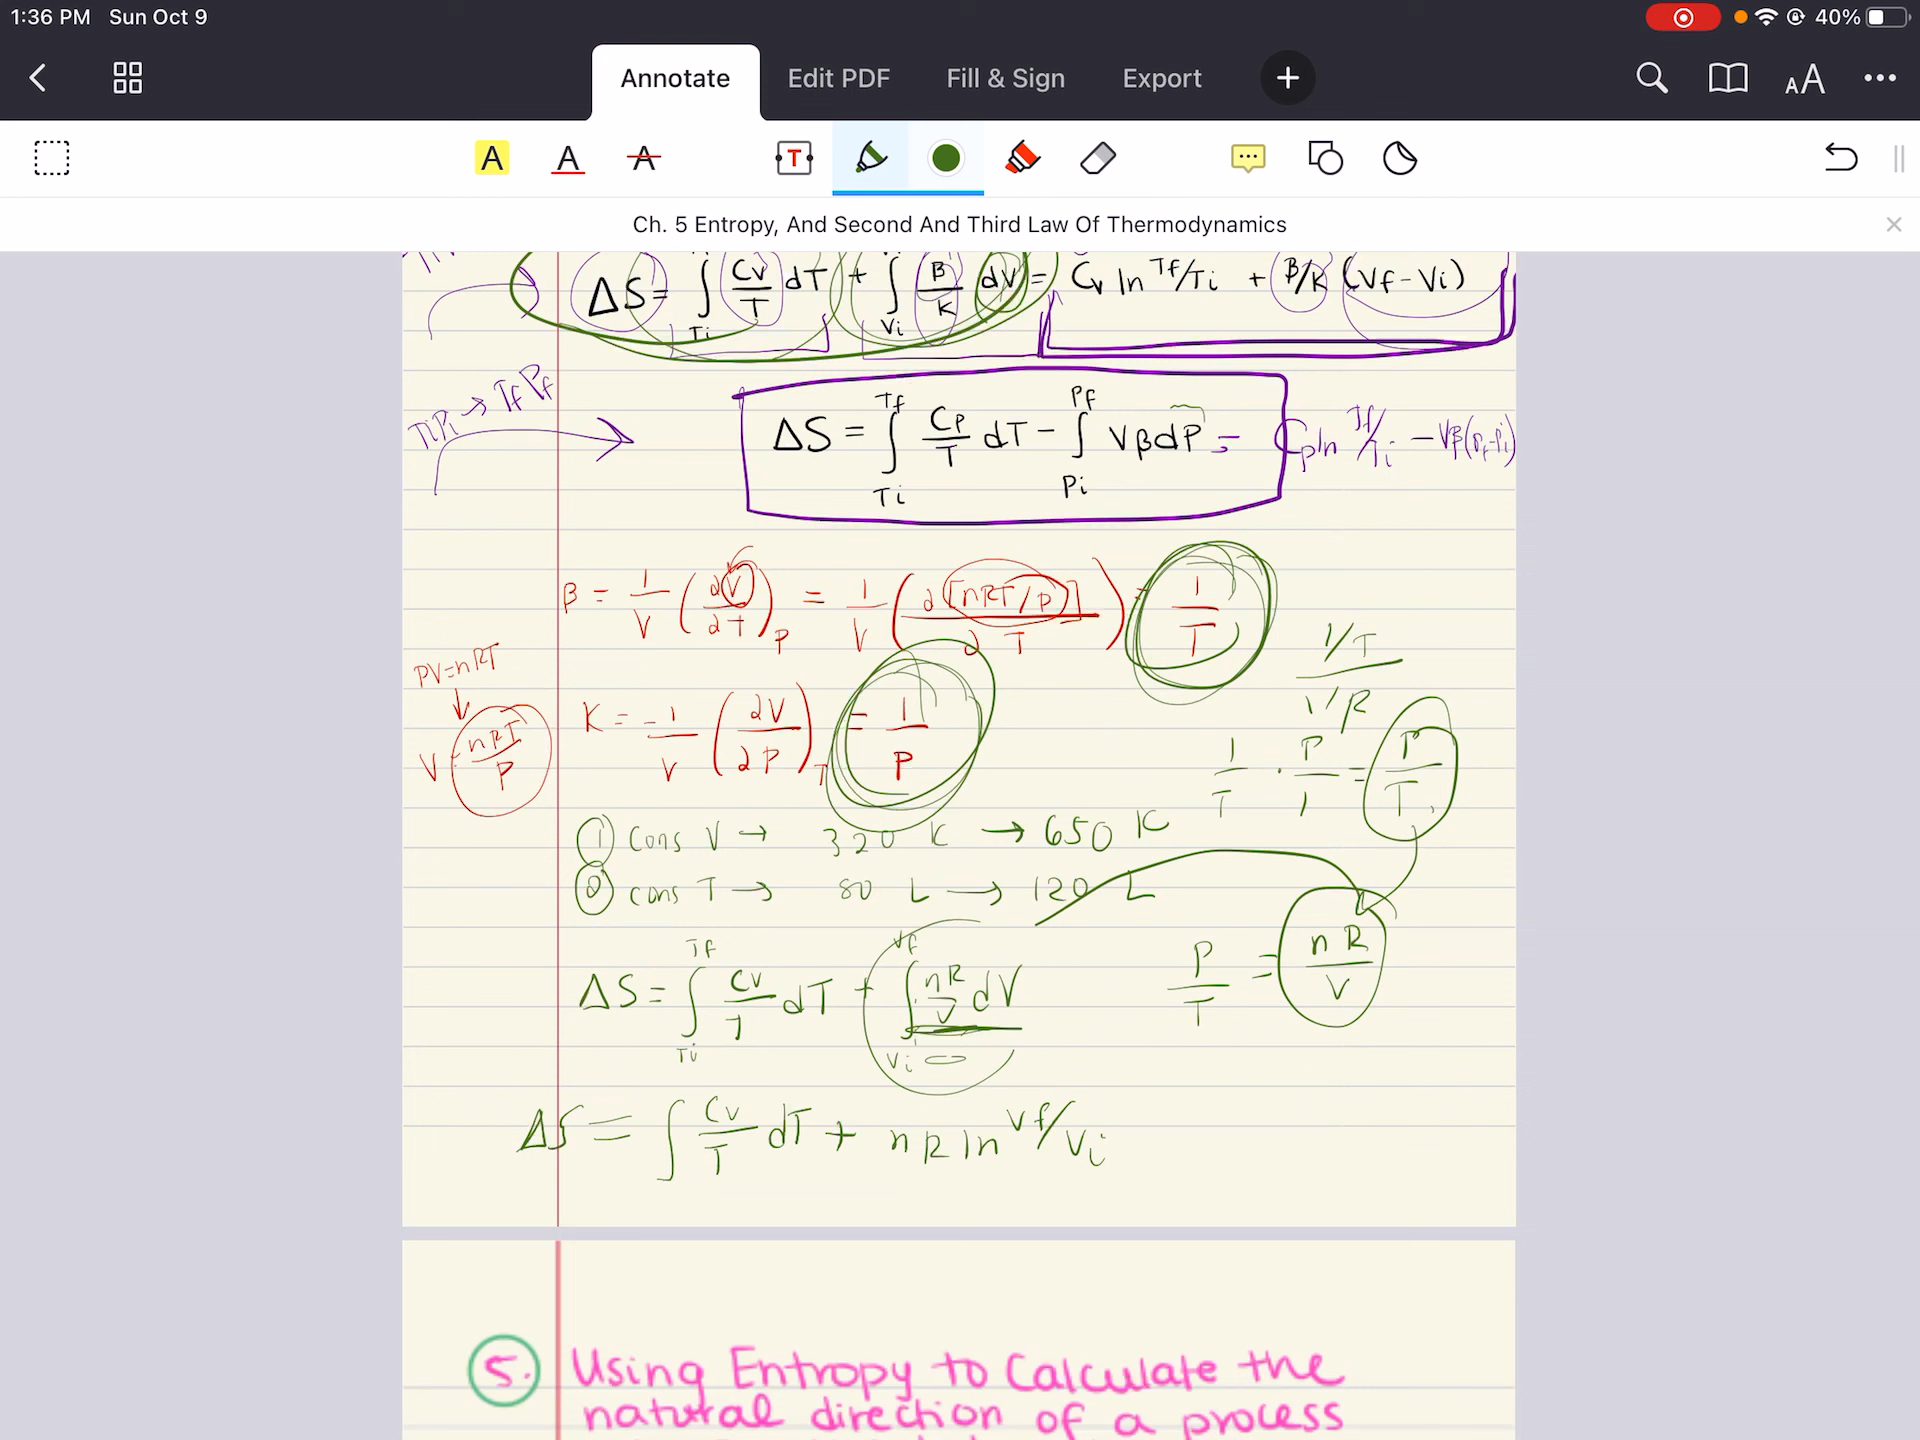 1:36 PM Sun Oct 9
40%
Annotate Edit PDF Fill & Sign Export +
A A A T
Ch. 5 Entropy, And Second And Third Law Of Thermodynamics
ΔS = ∫ Ti Cv/T dT + ∫ Vi β/K dV = Cv ln Tf/Ti + β/K (Vf-Vi)
TiPi → Tf Pf
ΔS = ∫ Ti Tf Cp/T dT - ∫ Pi Pf Vβ dP = Cp ln Tf/Ti - Vβ(Pf-Pi)
β = 1/V (∂V/∂T)P = 1/V (∂[nRT/P]/∂T) = 1/T
1/T / 1/P
PV=nRT
↓
V = nRT/P
K = -1/V (∂V/∂P)T = 1/P
1/T · P/1 = P/T
① Cons V → 320 K → 650 K
② cons T → 80 L → 120 L
ΔS = ∫ Ti Tf Cv/T dT + ∫ Vi Vf nR/V dV
P/T = nR/V
ΔS = ∫ Cv/T dT + nR ln Vf/Vi
5. Using Entropy to Calculate the
natural direction of a process